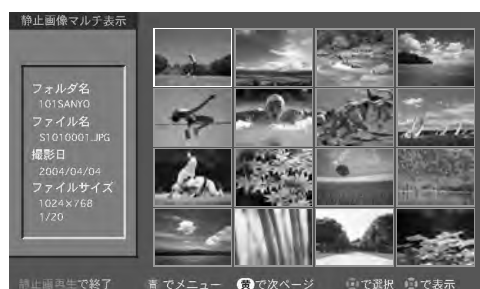 静止画像マルチ表示
フォルダ名
101SANYO
ファイル名
S1010001.JPG
撮影日
2004/04/04
ファイルサイズ
1024×768
1/20
静止画再生で終了 青でメニュー 黄で次ページ で選択 で表示